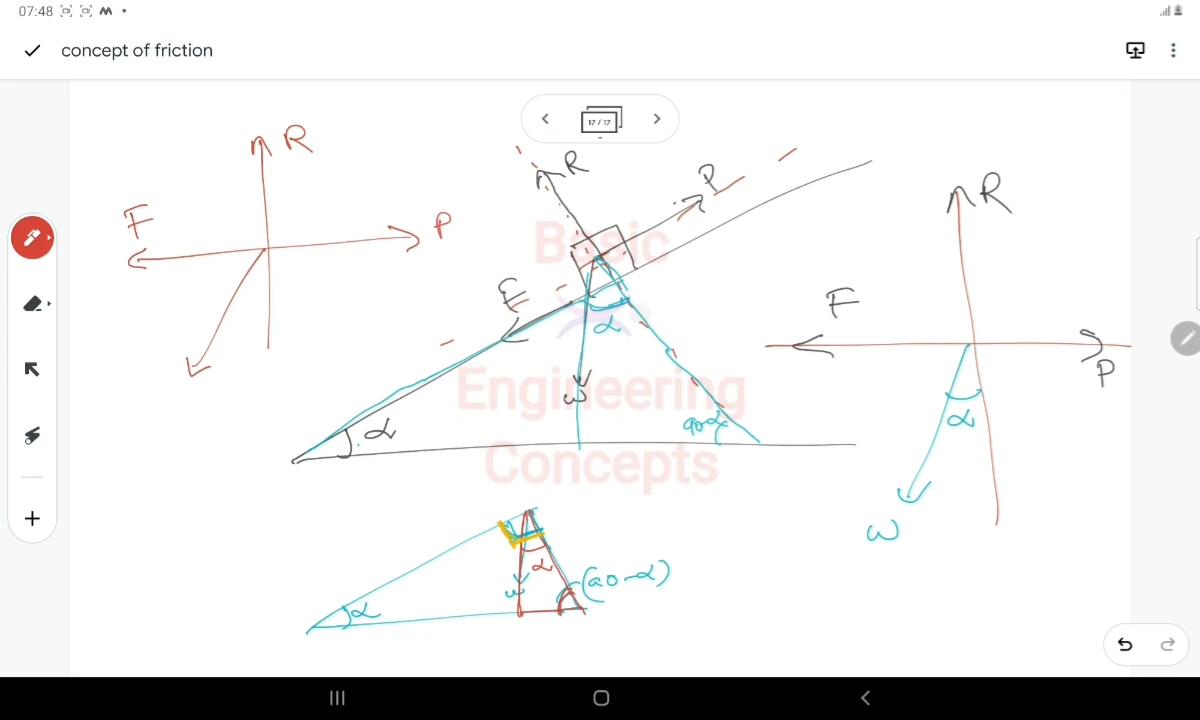 07:48
concept of friction
17 / 17
R
F
P
R
P
F
α
α
W
90-α
R
F
P
α
W
Basic
Engineering
Concepts
α
α
W
(90-α)